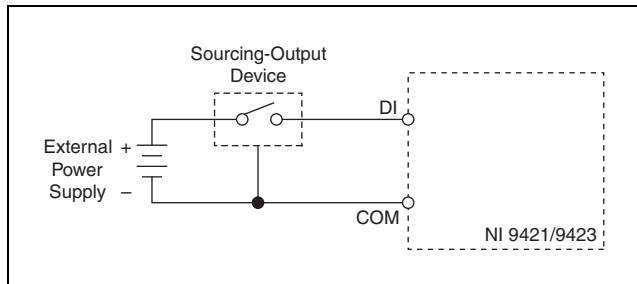 Sourcing-Output
Device
DI
External +
Power
Supply –
COM
NI 9421/9423